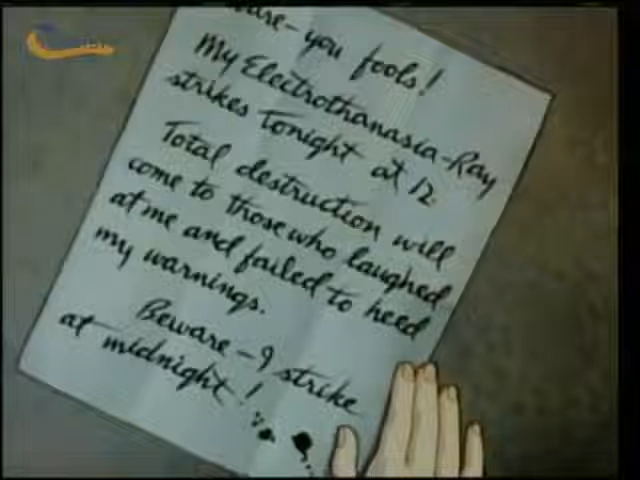 ware-you fools!
My Electrothanasia-Ray
strikes Tonight at 12.
Total destruction will
come to those who laughed
at me and failed to heed
my warnings.
Beware-I strike
at midnight!